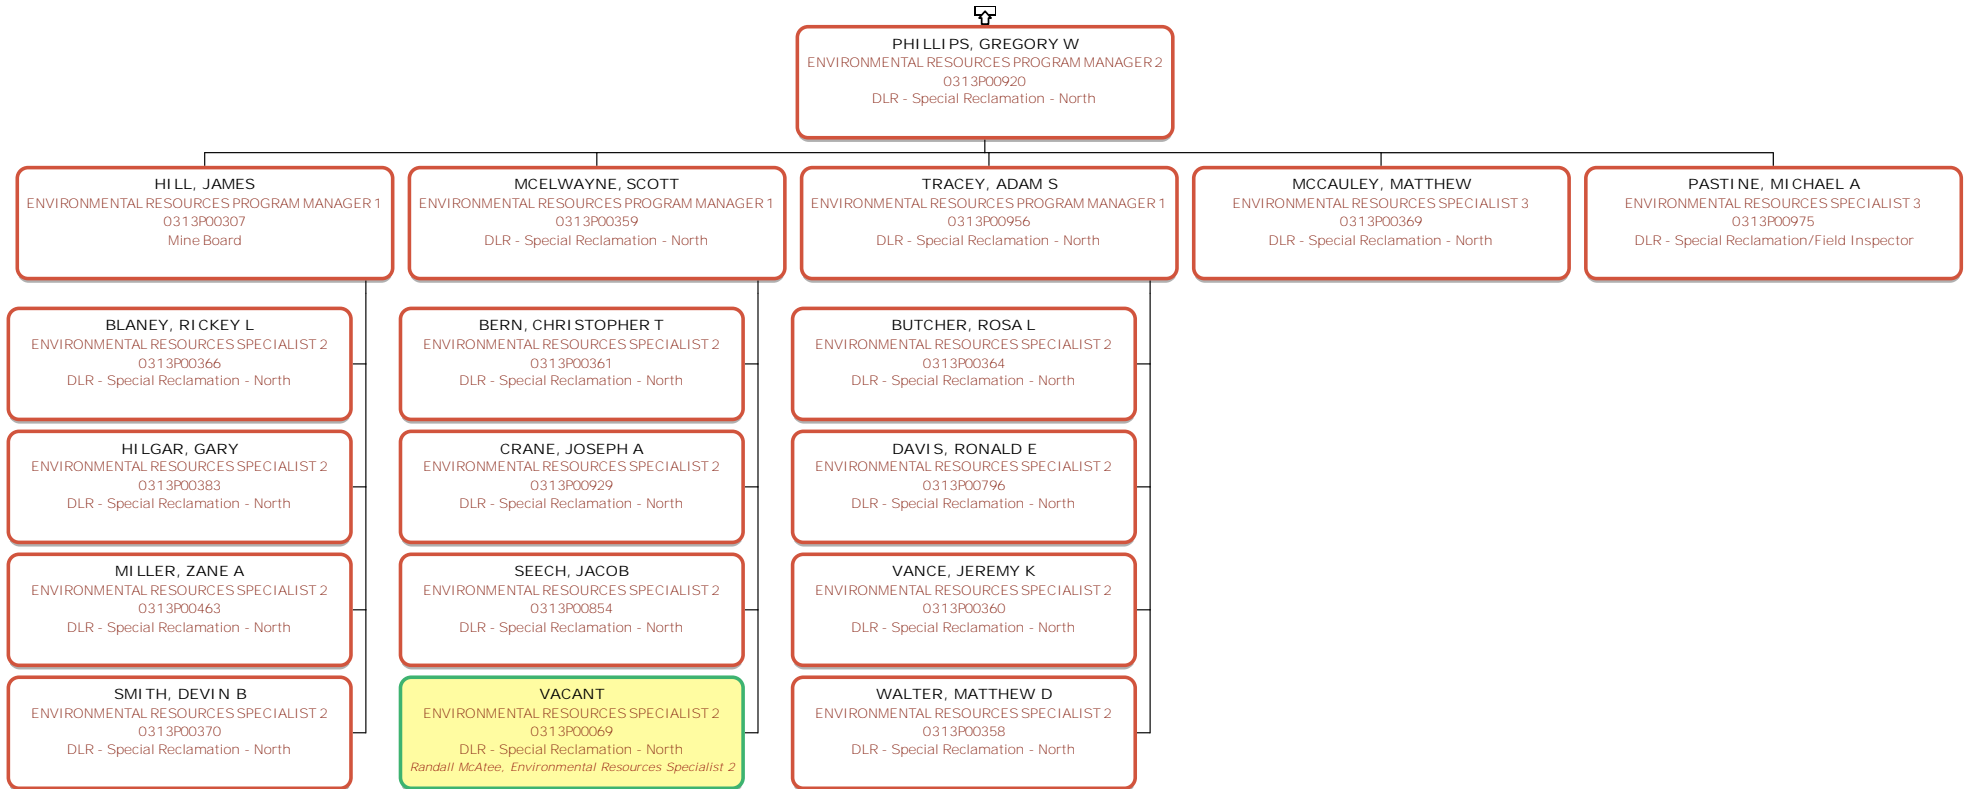 PHILLIPS, GREGORY W
ENVIRONMENTAL RESOURCES PROGRAM MANAGER 2
0313P00920
DLR - Special Reclamation - North
HILL, JAMES
ENVIRONMENTAL RESOURCES PROGRAM MANAGER 1
0313P00307
Mine Board
MCELWAYNE, SCOTT
ENVIRONMENTAL RESOURCES PROGRAM MANAGER 1
0313P00359
DLR - Special Reclamation - North
TRACEY, ADAM S
ENVIRONMENTAL RESOURCES PROGRAM MANAGER 1
0313P00956
DLR - Special Reclamation - North
MCCAULEY, MATTHEW
ENVIRONMENTAL RESOURCES SPECIALIST 3
0313P00369
DLR - Special Reclamation - North
PASTINE, MICHAEL A
ENVIRONMENTAL RESOURCES SPECIALIST 3
0313P00975
DLR - Special Reclamation/Field Inspector
BLANEY, RICKEY L
ENVIRONMENTAL RESOURCES SPECIALIST 2
0313P00366
DLR - Special Reclamation - North
HILGAR, GARY
ENVIRONMENTAL RESOURCES SPECIALIST 2
0313P00383
DLR - Special Reclamation - North
MILLER, ZANE A
ENVIRONMENTAL RESOURCES SPECIALIST 2
0313P00463
DLR - Special Reclamation - North
SMITH, DEVIN B
ENVIRONMENTAL RESOURCES SPECIALIST 2
0313P00370
DLR - Special Reclamation - North
BERN, CHRISTOPHER T
ENVIRONMENTAL RESOURCES SPECIALIST 2
0313P00361
DLR - Special Reclamation - North
CRANE, JOSEPH A
ENVIRONMENTAL RESOURCES SPECIALIST 2
0313P00929
DLR - Special Reclamation - North
SEECH, JACOB
ENVIRONMENTAL RESOURCES SPECIALIST 2
0313P00854
DLR - Special Reclamation - North
VACANT
ENVIRONMENTAL RESOURCES SPECIALIST 2
0313P00069
DLR - Special Reclamation - North
Randall McAtee, Environmental Resources Specialist 2
BUTCHER, ROSA L
ENVIRONMENTAL RESOURCES SPECIALIST 2
0313P00364
DLR - Special Reclamation - North
DAVIS, RONALD E
ENVIRONMENTAL RESOURCES SPECIALIST 2
0313P00796
DLR - Special Reclamation - North
VANCE, JEREMY K
ENVIRONMENTAL RESOURCES SPECIALIST 2
0313P00360
DLR - Special Reclamation - North
WALTER, MATTHEW D
ENVIRONMENTAL RESOURCES SPECIALIST 2
0313P00358
DLR - Special Reclamation - North